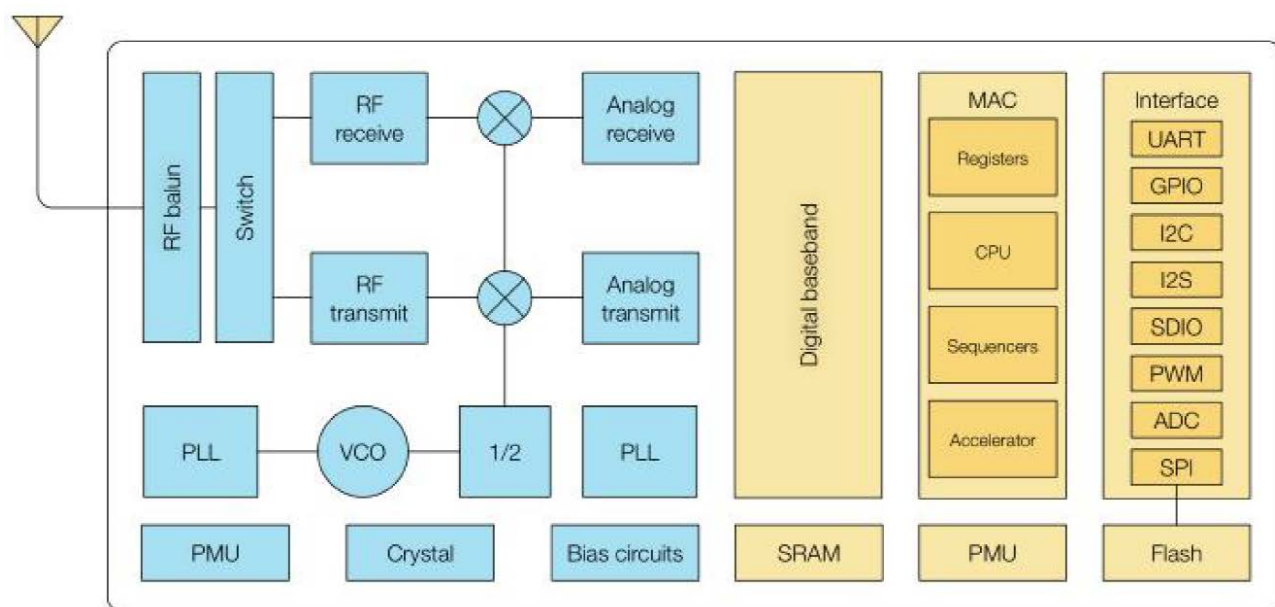 RF balun
Switch
RF
receive
Analog
receive
RF
transmit
Analog
transmit
PLL
VCO
1/2
PLL
PMU
Crystal
Bias circuits
Digital baseband
SRAM
MAC
Registers
CPU
Sequencers
Accelerator
PMU
Interface
UART
GPIO
I2C
I2S
SDIO
PWM
ADC
SPI
Flash